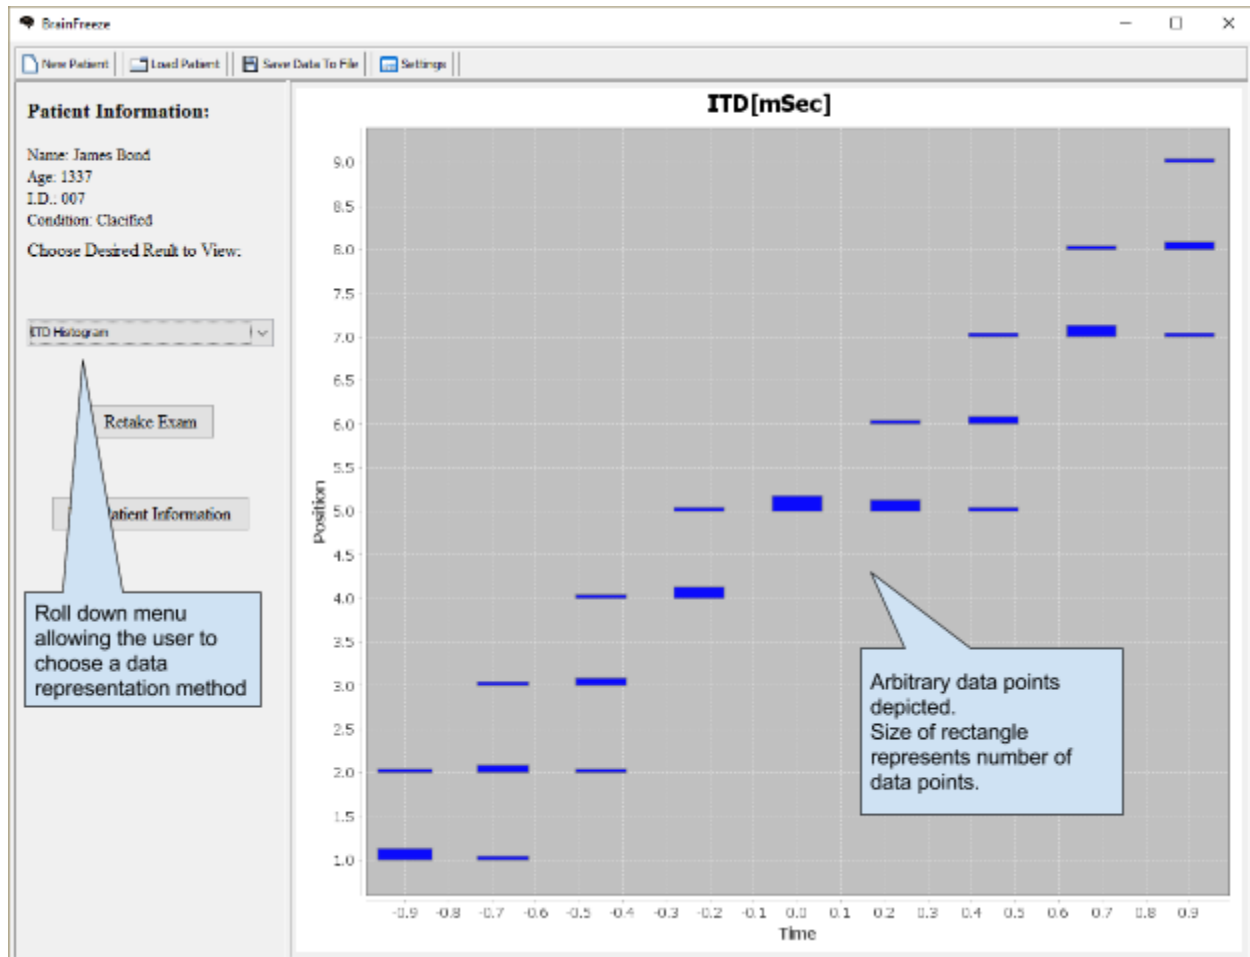 BrainFreeze
New Patient
Load Patient
Save Data To File
Settings
Patient Information:
Name: James Bond
Age: 1337
I.D.: 007
Condition: Clacified
Choose Desired Reult to View:
ITD Histogram
Retake Exam
Patient Information
Roll down menu
allowing the user to
choose a data
representation method
ITD[mSec]
Position
9.0
8.5
8.0
7.5
7.0
6.5
6.0
5.5
5.0
4.5
4.0
3.5
3.0
2.5
2.0
1.5
1.0
Arbitrary data points
depicted.
Size of rectangle
represents number of
data points.
-0.9 -0.8 -0.7 -0.6 -0.5 -0.4 -0.3 -0.2 -0.1 0.0 0.1 0.2 0.3 0.4 0.5 0.6 0.7 0.8 0.9
Time